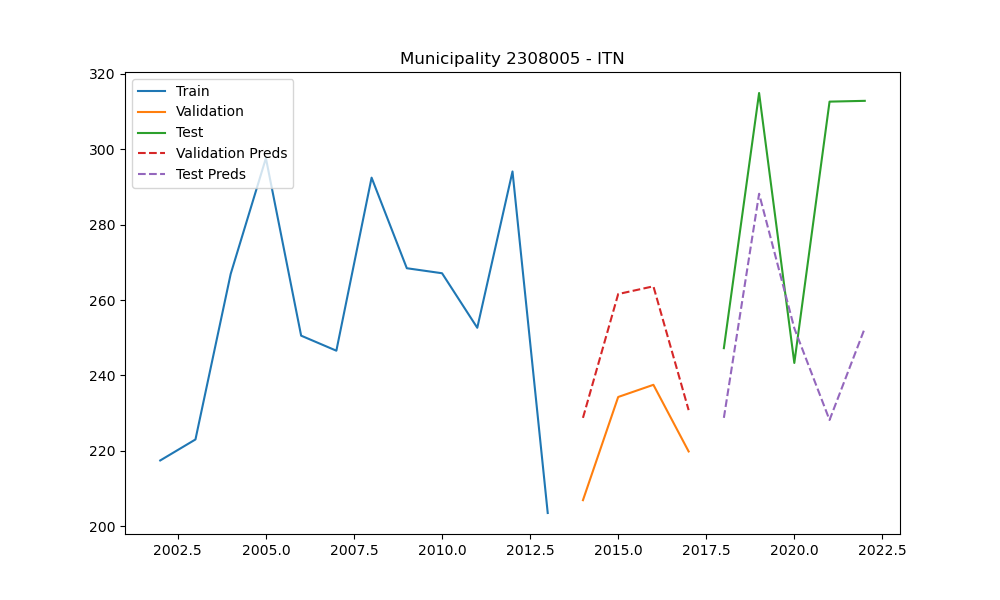 Municipality 2308005 - ITN
320
300
280
260
240
220
200
Train
Validation
Test
Validation Preds
Test Preds
2002.5 2005.0 2007.5 2010.0 2012.5 2015.0 2017.5 2020.0 2022.5